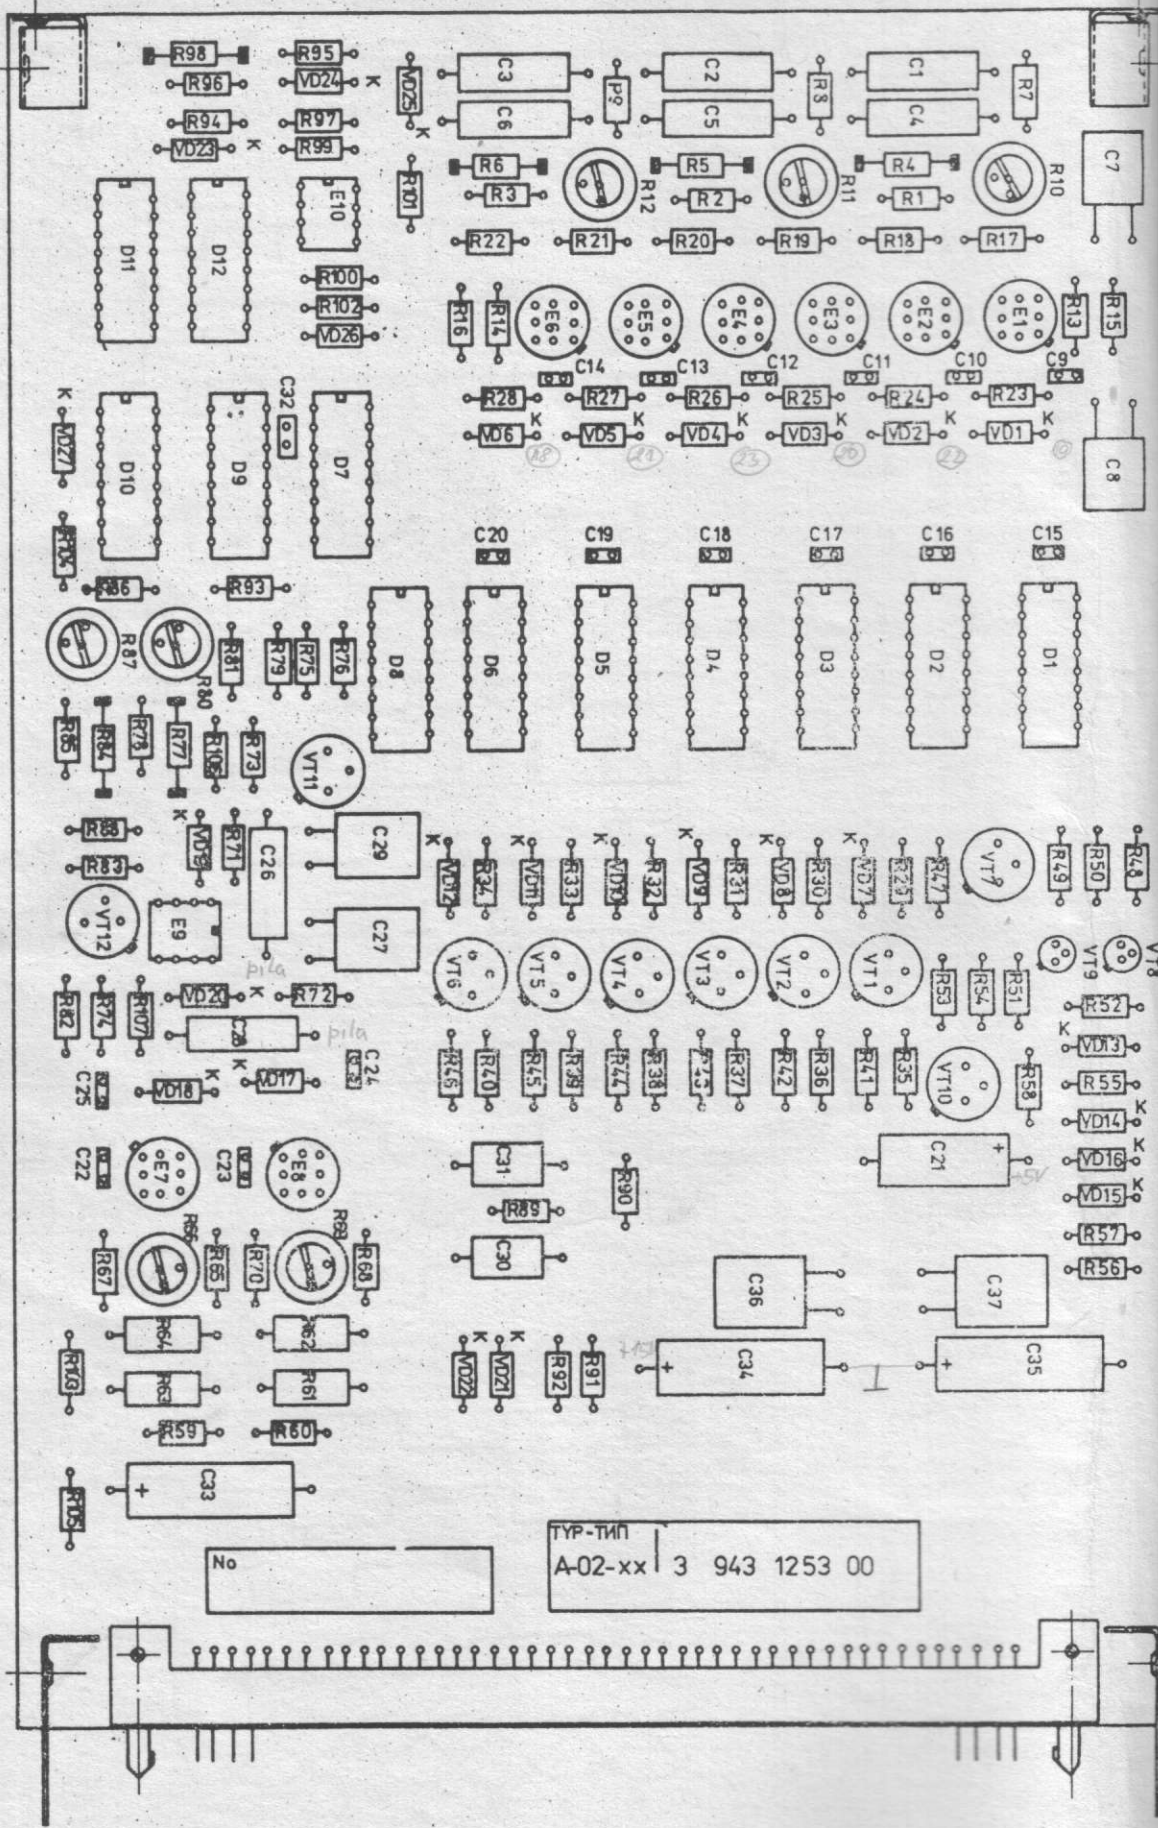 R98 R95 C3 C2 C1
R96 VD24 K VD25 P9 R8 R7
R94 R97 C6 C5 C4
VD23 K R99 K
R6 R5 R4 C7
R3 R12 R2 R11 R1 R10
D11 D12 E10 R101
R22 R21 R20 R19 R18 R17
R100
R102
VD26
R16 R14 E6 E5 E4 E3 E2 E1 R13 R15
C14 C13 C12 C11 C10 C9
K C32 R28 R27 R26 R25 R24 R23
K K K K K K
VD27 D10 D9 D7 VD6 VD5 VD4 VD3 VD2 VD1 C8
C20 C19 C18 C17 C16 C15
R104
R86 R93
R87 R80 R81 R79 R75 R76 D8 D6 D5 D4 D3 D2 D1
R85 R84 R78 R77 R106 R73 VT11
R88 K R71 C26 C29
R83
K K K K K K
VD12 R34 VD11 R33 VD10 R32 VD9 R31 VD8 R30 VD7 R29 R47 VT7 R49 R50 R48
VT12 E9 C27
pila
VT6 VT5 VT4 VT3 VT2 VT1 VT9 VT8
R53 R54 R51
VD20 K R72
R82 R74 R107 R52
C28 pila K VD13
K
C25 VD18 K VD17 C24
R46 R40 R45 R39 R44 R38 R43 R37 R42 R36 R41 R35 VT10 R58 R55
VD14 K
C22 E7 C23 E8 C31 R90 C21 + VD16 K
R89 VD15 K
R66 R69 C30 R57
R67 R65 R70 R68 R56
C36 C37
R64 R62
R103 K K
R63 R61 VD22 VD21 R92 R91 + C34 + C35
R59 R60
R105 + C33
TYP-ТИП
No
A-02-xx 3 943 1253 00